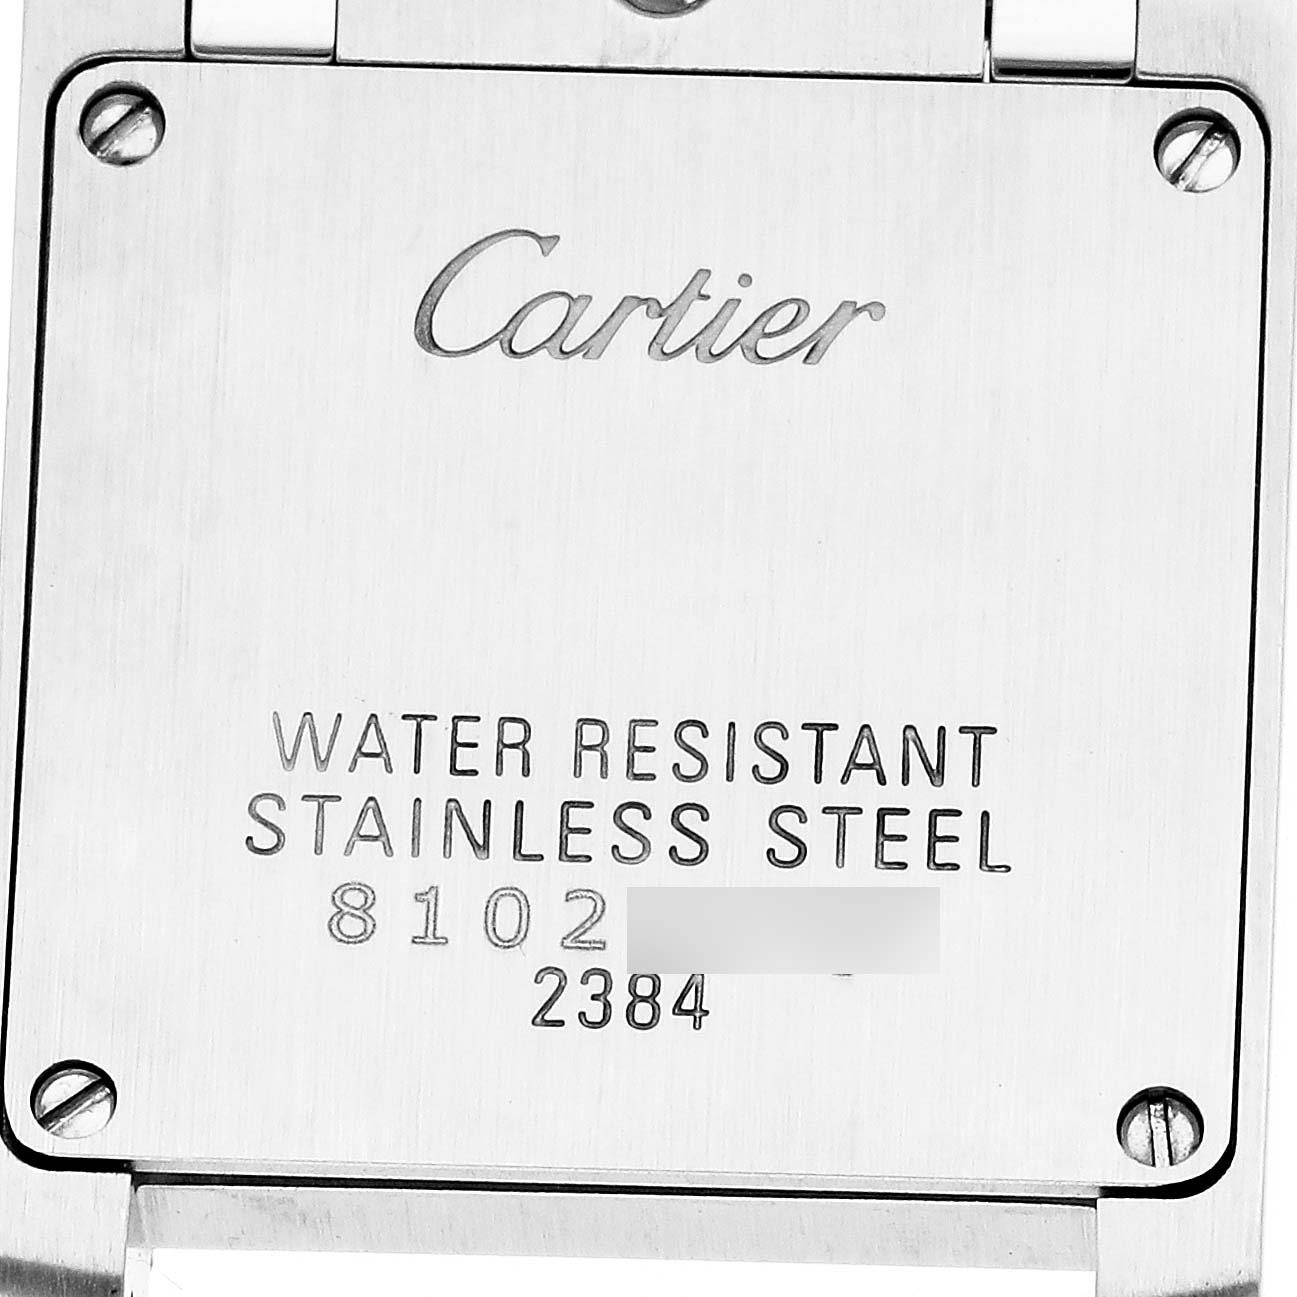 Cartier
WATER RESISTANT
STAINLESS STEEL
8102
2384